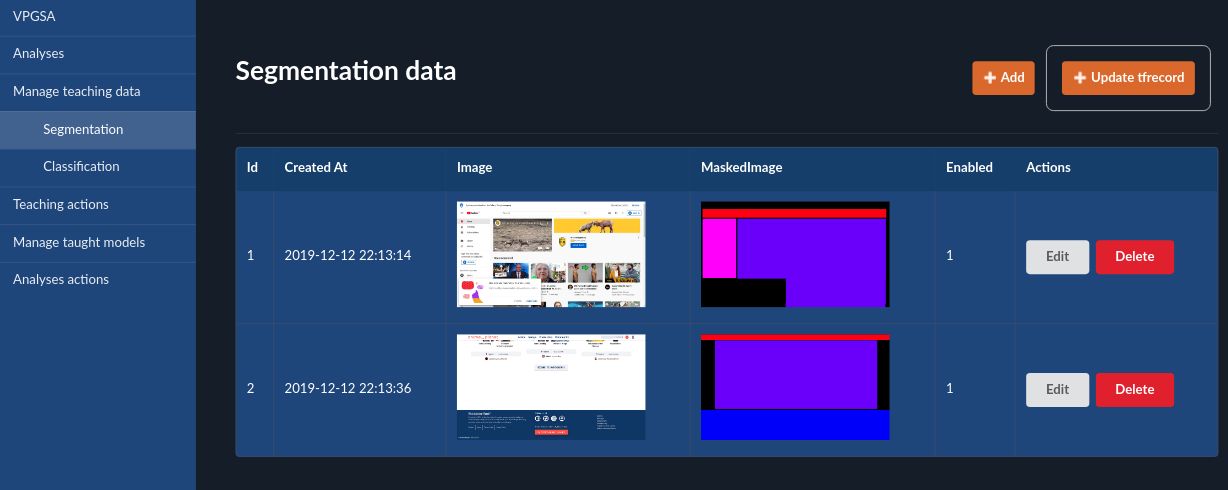 VPGSA
Analyses
Manage teaching data
Segmentation
Classification
Teaching actions
Manage taught models
Analyses actions
Segmentation data
+ Add
+ Update tfrecord
Id Created At Image MaskedImage Enabled Actions
1 2019-12-12 22:13:14 1 Edit Delete
2 2019-12-12 22:13:36 1 Edit Delete